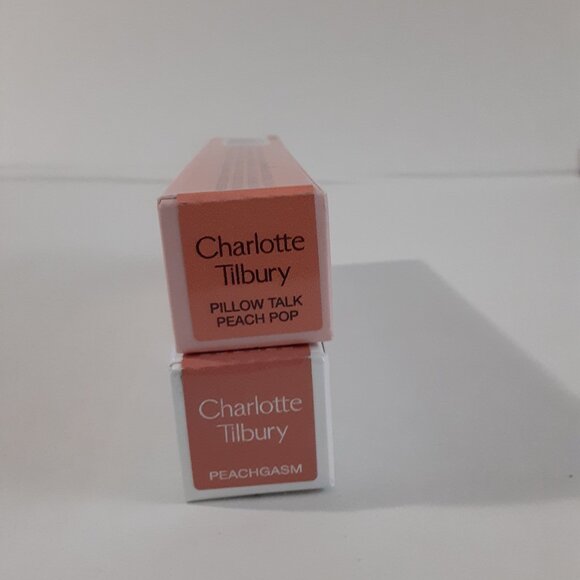 Charlotte
Tilbury
PILLOW TALK
PEACH POP
Charlotte
Tilbury
PEACHGASM